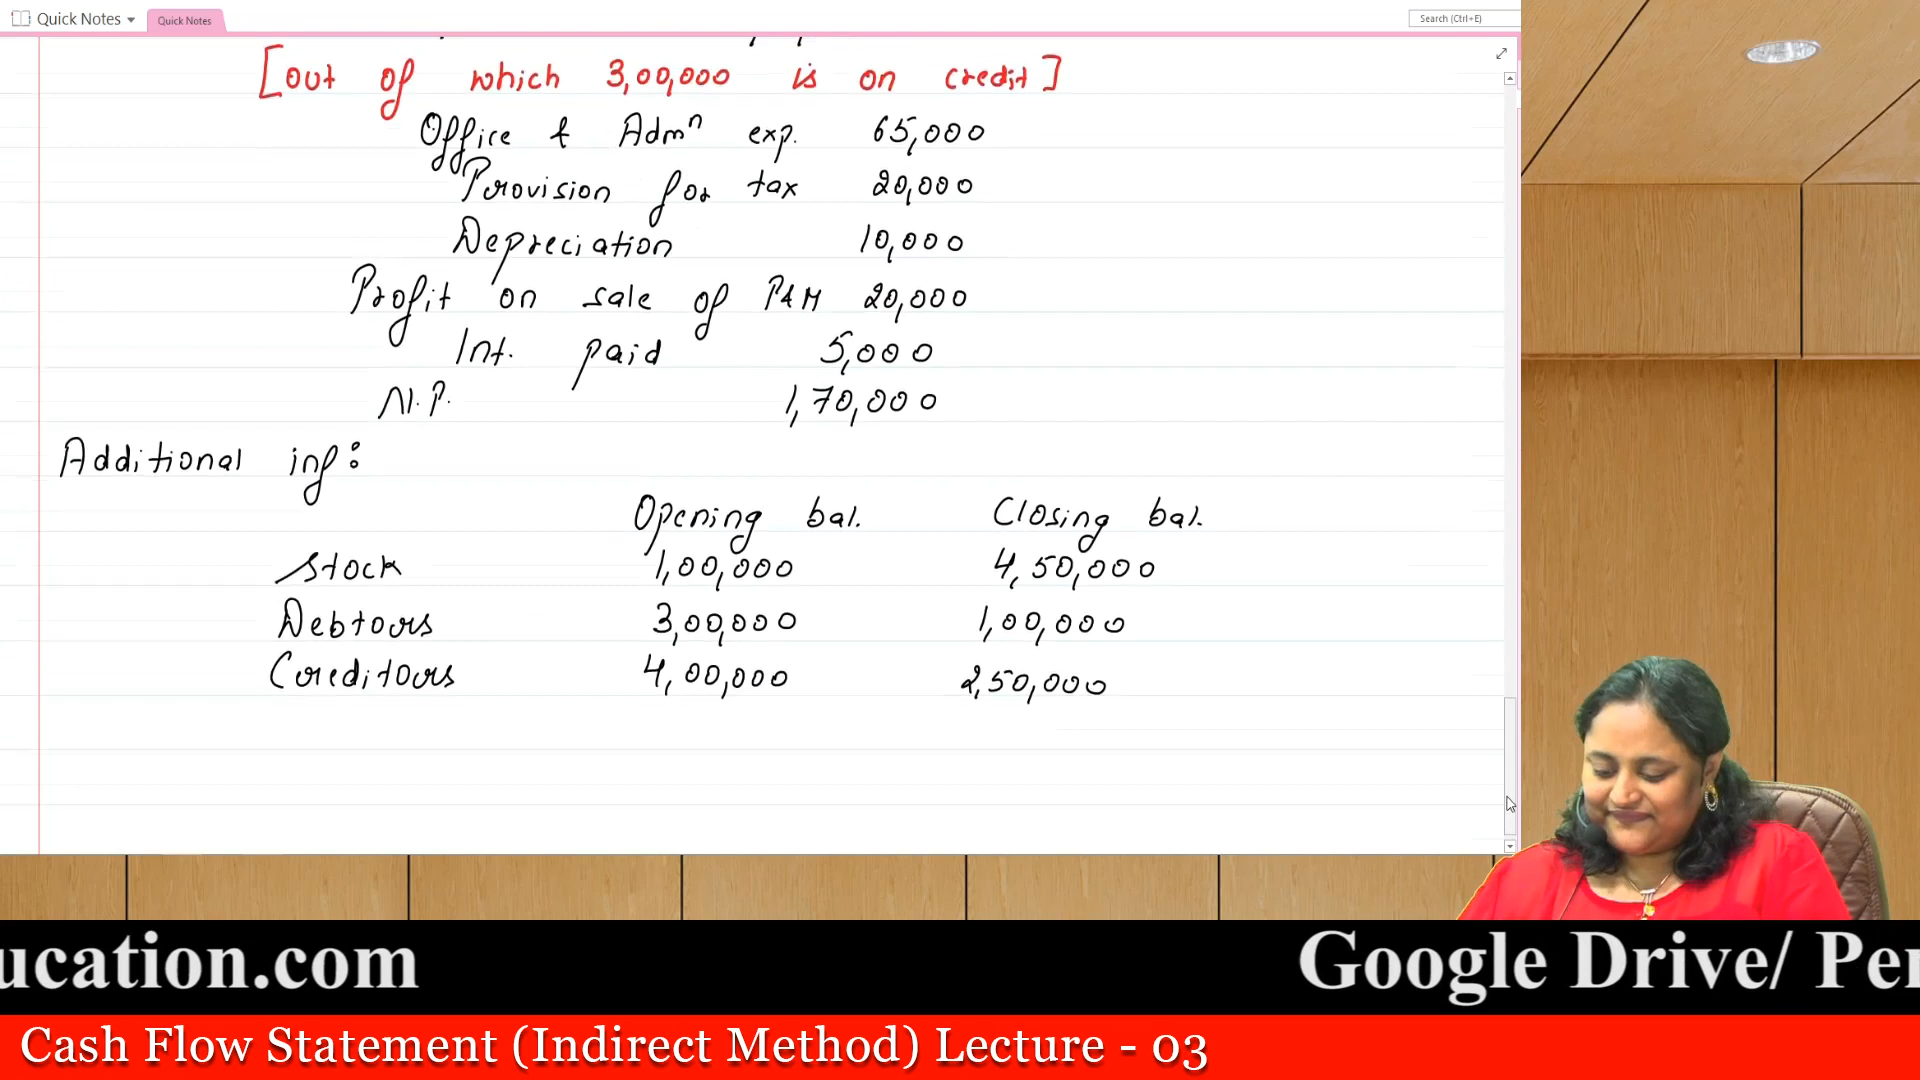 Quick Notes
Quick Notes
Search (Ctrl+E)
[out of which 3,00,000 is on credit]
Office & Admⁿ exp. 65,000
Provision for tax 20,000
Depreciation 10,000
Profit on sale of P&M 20,000
Int. paid 5,000
N.P. 1,70,000
Additional inf:
Opening bal. Closing bal.
Stock 1,00,000 4,50,000
Debtors 3,00,000 1,00,000
Creditors 4,00,000 2,50,000
ucation.com Google Drive/ Pe
Cash Flow Statement (Indirect Method) Lecture - 03